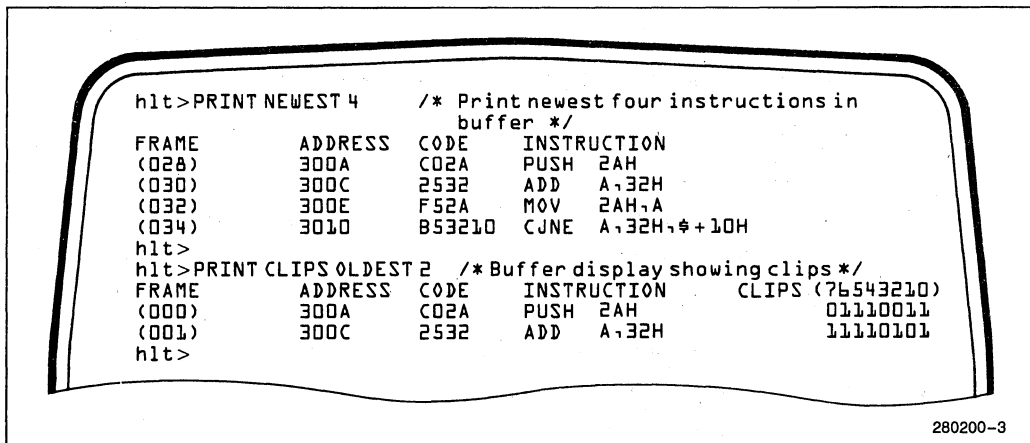 hlt>PRINT NEWEST 4 /* Print newest four instructions in
buffer */
FRAME ADDRESS CODE INSTRUCTION
(028) 300A C02A PUSH 2AH
(030) 300C 2532 ADD A,32H
(032) 300E F52A MOV 2AH,A
(034) 3010 B53210 CJNE A,32H,$+10H
hlt>
hlt>PRINT CLIPS OLDEST 2 /* Buffer display showing clips */
FRAME ADDRESS CODE INSTRUCTION CLIPS (76543210)
(000) 300A C02A PUSH 2AH 01110011
(001) 300C 2532 ADD A,32H 11110101
hlt>
280200-3